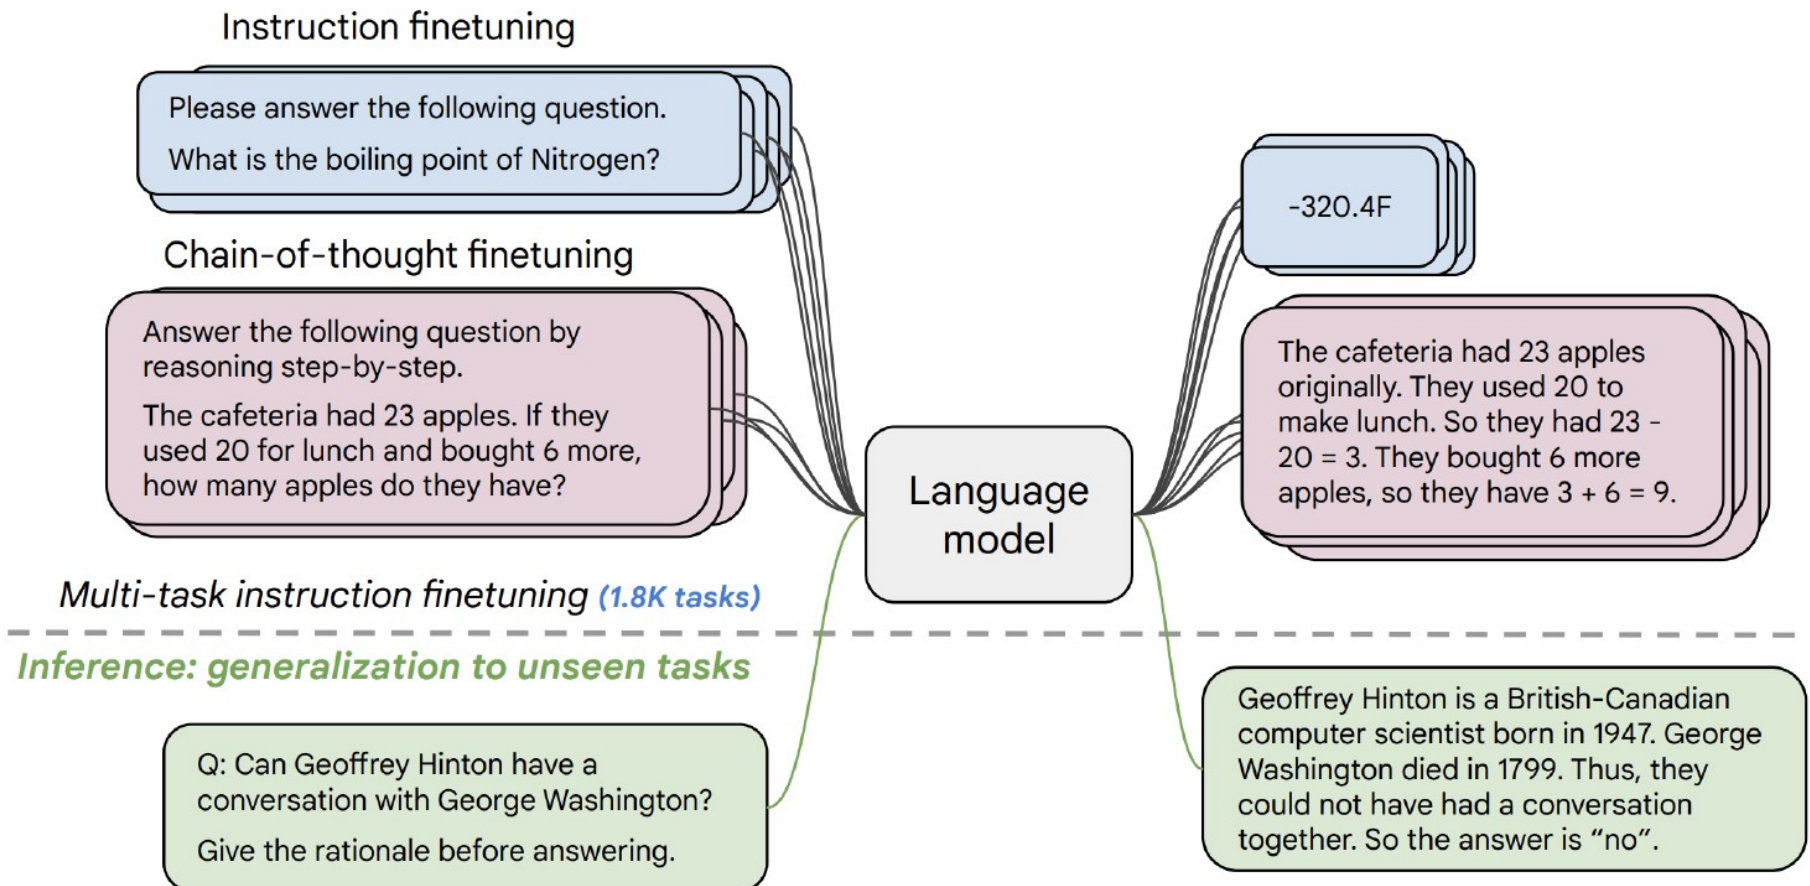 Instruction finetuning
Please answer the following question.
What is the boiling point of Nitrogen?
-320.4F
Chain-of-thought finetuning
Answer the following question by
reasoning step-by-step.
The cafeteria had 23 apples. If they
used 20 for lunch and bought 6 more,
how many apples do they have?
Language
model
The cafeteria had 23 apples
originally. They used 20 to
make lunch. So they had 23 -
20 = 3. They bought 6 more
apples, so they have 3 + 6 = 9.
Multi-task instruction finetuning (1.8K tasks)
Inference: generalization to unseen tasks
Q: Can Geoffrey Hinton have a
conversation with George Washington?
Give the rationale before answering.
Geoffrey Hinton is a British-Canadian
computer scientist born in 1947. George
Washington died in 1799. Thus, they
could not have had a conversation
together. So the answer is “no”.